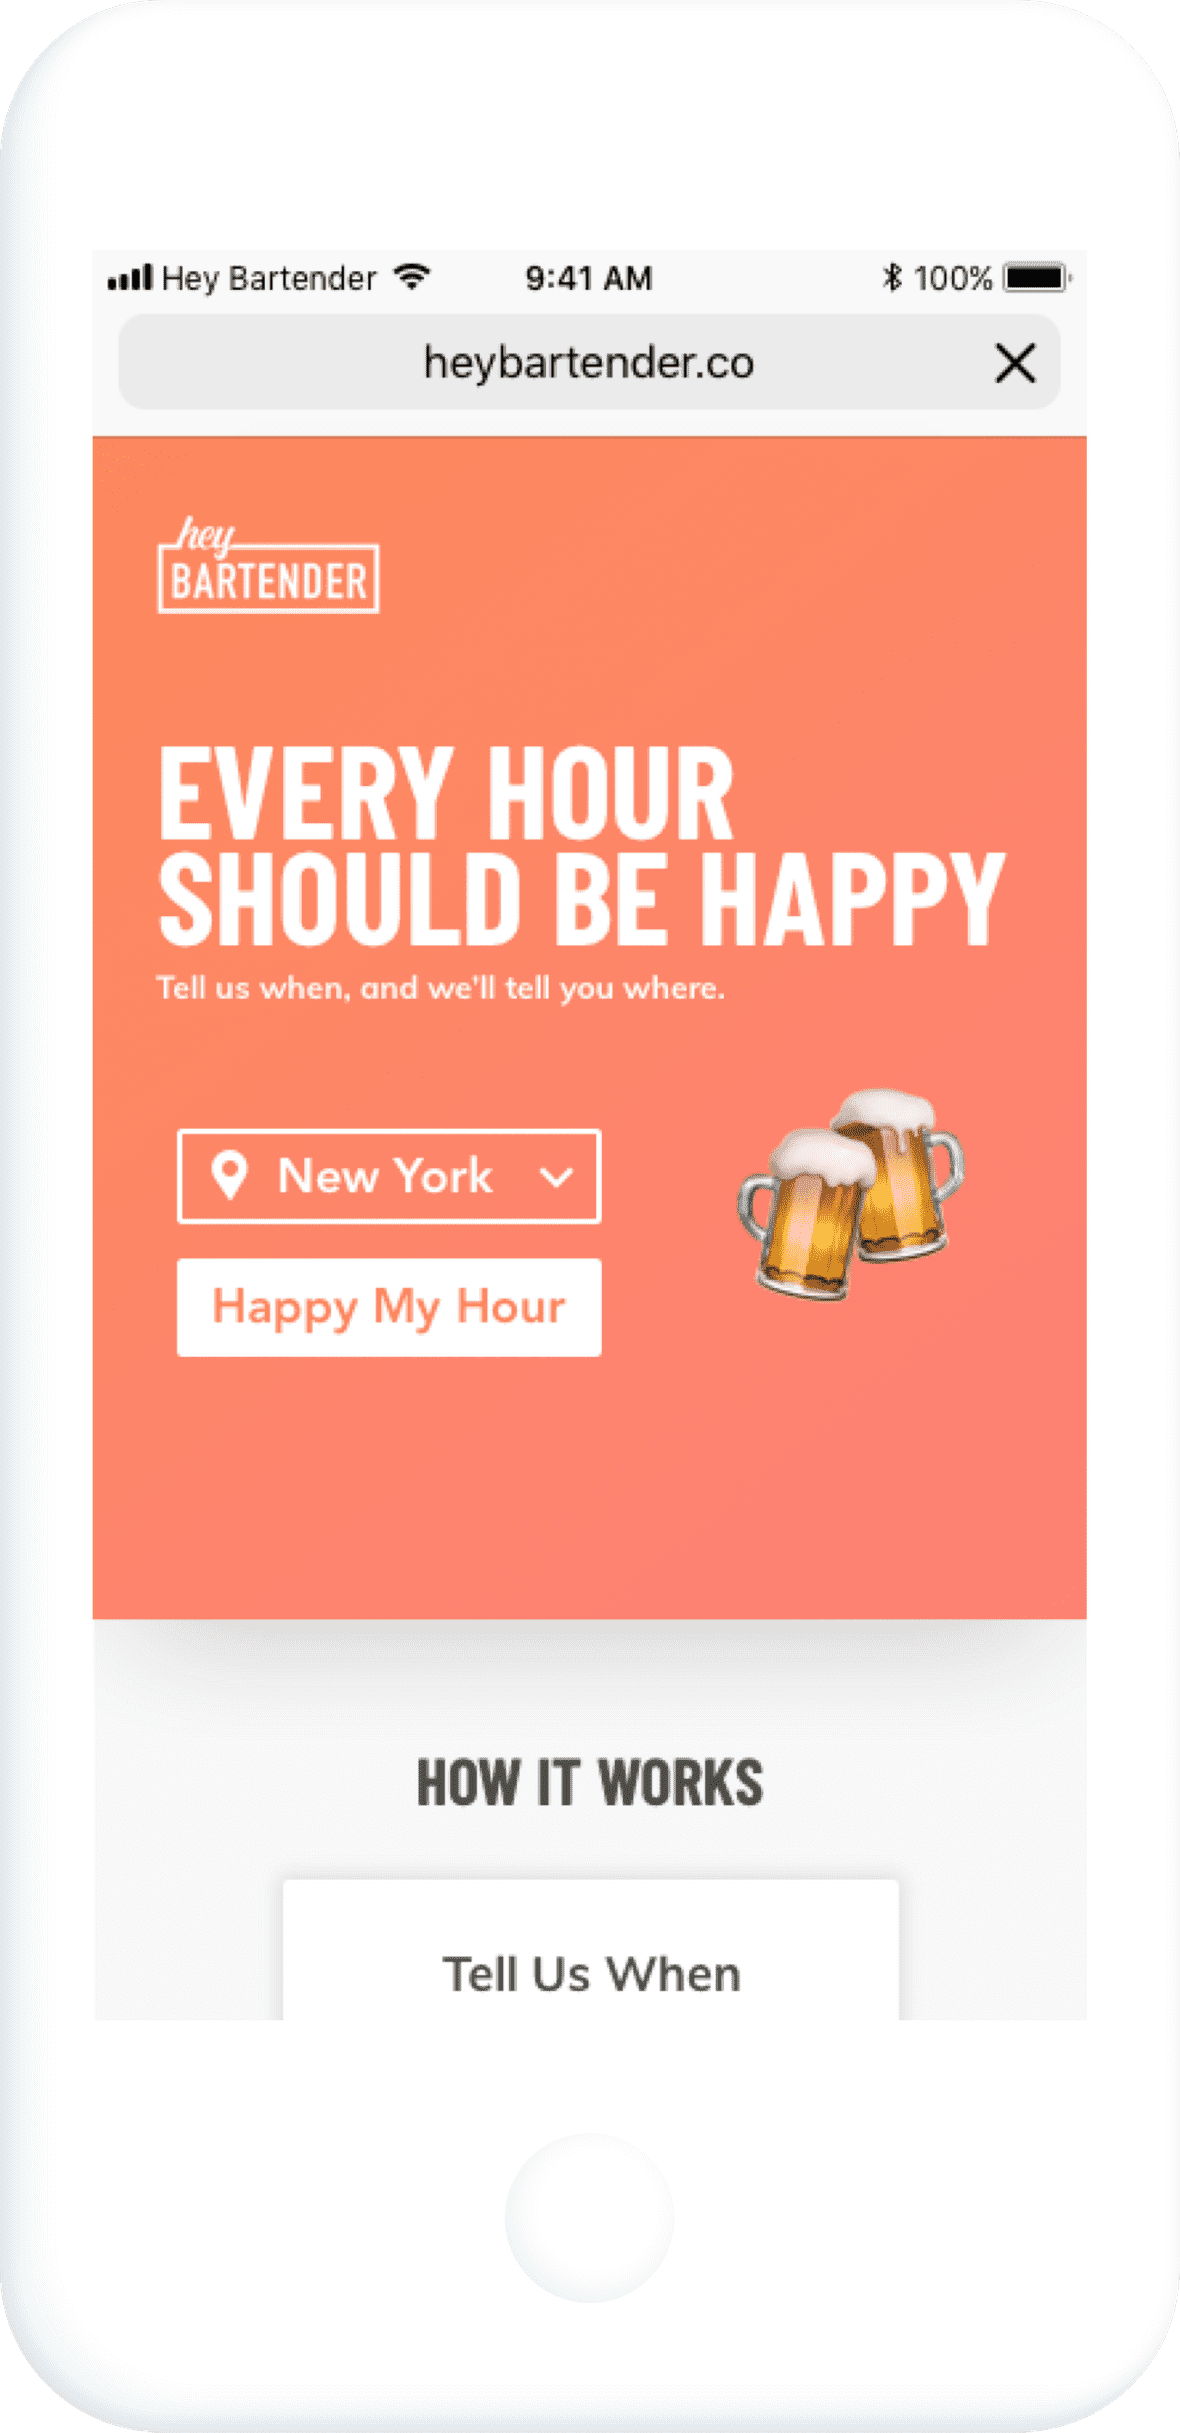 Hey Bartender 9:41 AM 100%
heybartender.co
hey
BARTENDER
EVERY HOUR
SHOULD BE HAPPY
Tell us when, and we'll tell you where.
New York
Happy My Hour
HOW IT WORKS
Tell Us When